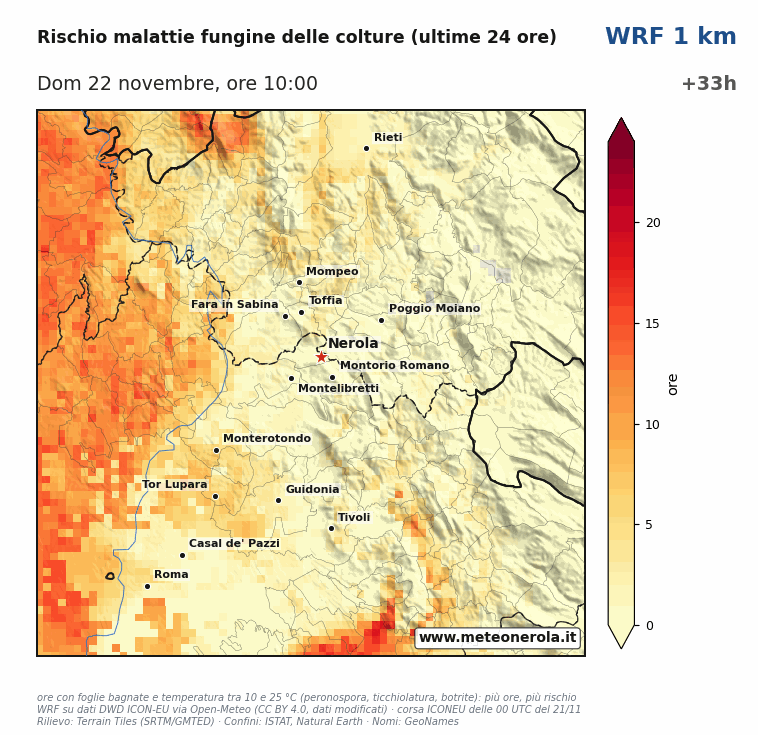 Rischio malattie fungine delle colture (ultime 24 ore)
WRF 1 km
Dom 22 novembre, ore 10:00
+33h
Rieti
Mompeo
Fara in Sabina
Toffia
Poggio Moiano
Nerola
Montorio Romano
Montelibretti
Monterotondo
Tor Lupara
Guidonia
Tivoli
Casal de' Pazzi
Roma
www.meteonerola.it
20
15
10
5
0
ore
ore con foglie bagnate e temperatura tra 10 e 25 °C (peronospora, ticchiolatura, botrite): più ore, più rischio
WRF su dati DWD ICON-EU via Open-Meteo (CC BY 4.0, dati modificati) · corsa ICONEU delle 00 UTC del 21/11
Rilievo: Terrain Tiles (SRTM/GMTED) · Confini: ISTAT, Natural Earth · Nomi: GeoNames